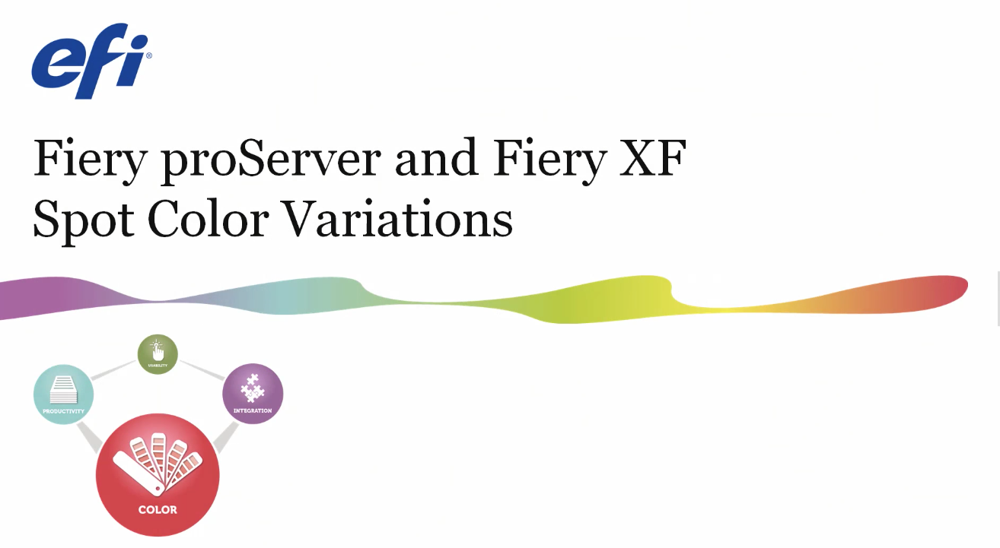 efi®
Fiery proServer and Fiery XF
Spot Color Variations
USABILITY
PRODUCTIVITY
INTEGRATION
COLOR